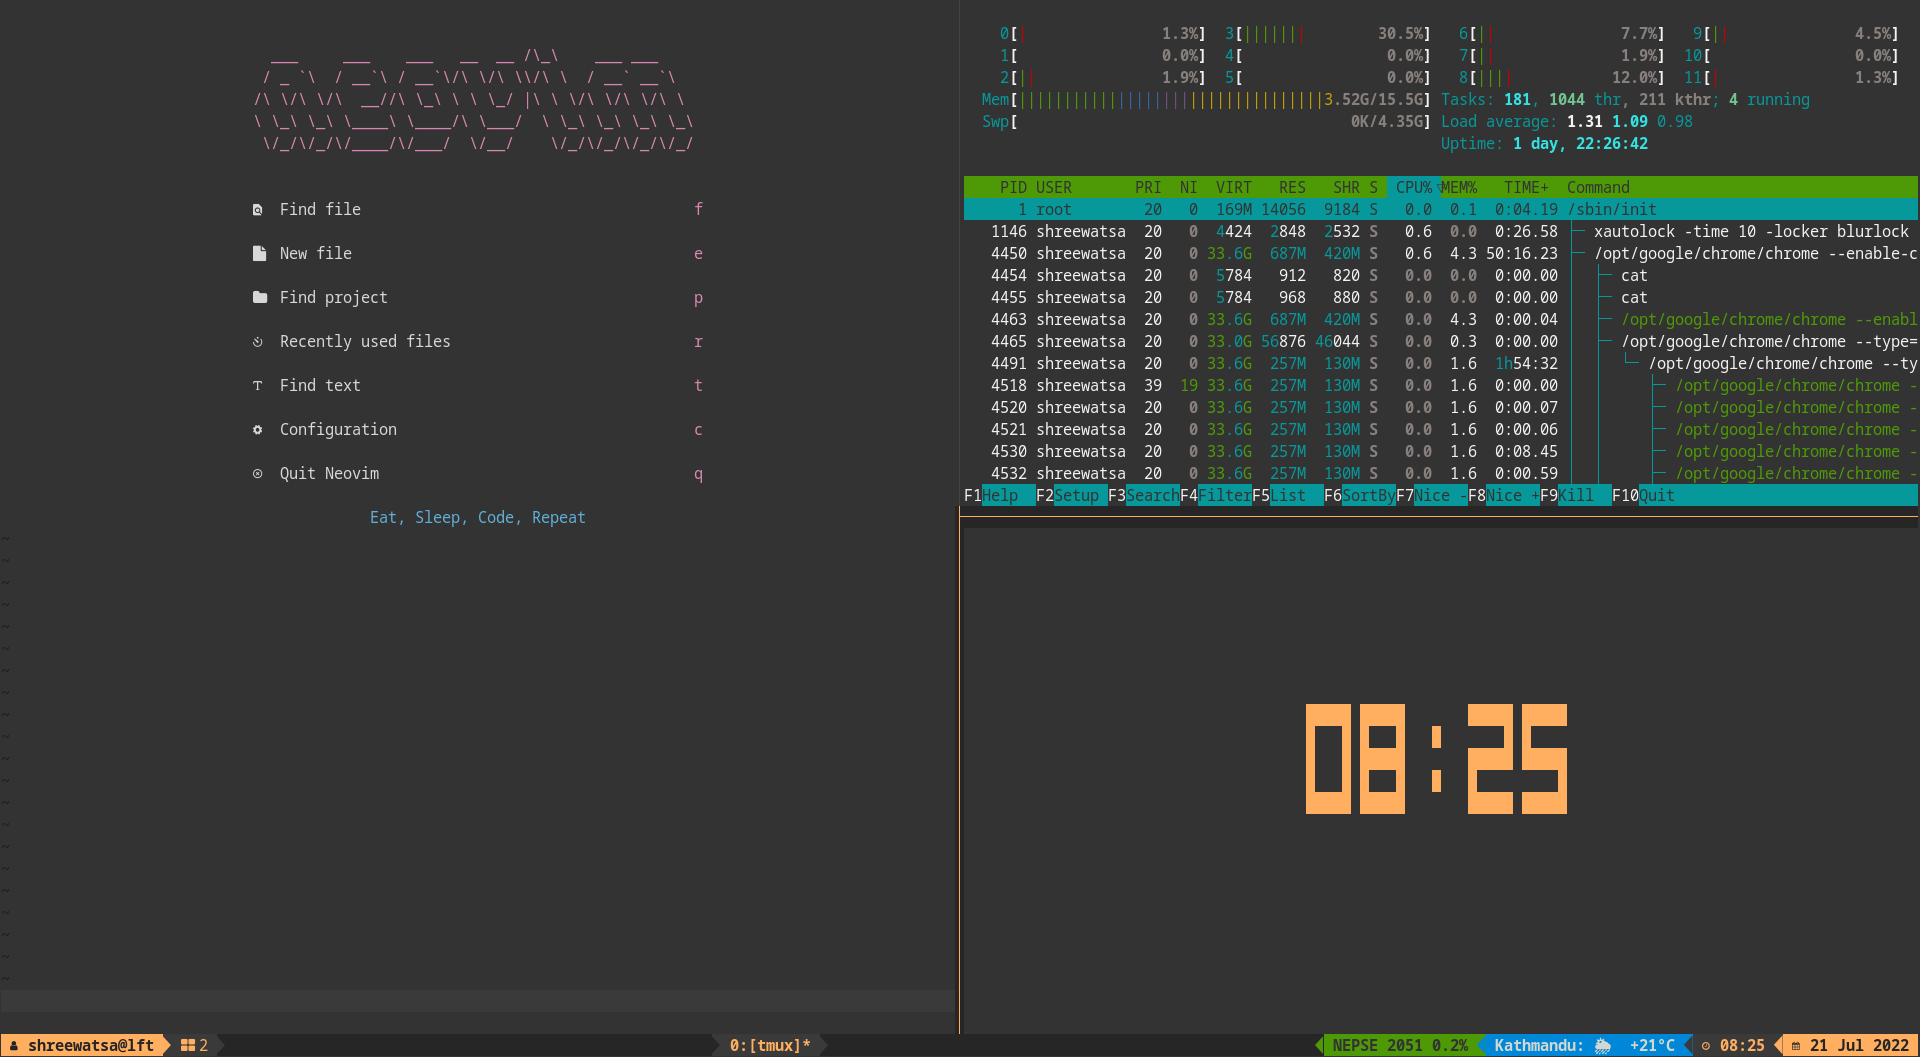 Find file f
New file e
Find project p
Recently used files r
Find text t
Configuration c
Quit Neovim q
Eat, Sleep, Code, Repeat
0[ 1.3%] 3[ 30.5%] 6[ 7.7%] 9[ 4.5%]
1[ 0.0%] 4[ 0.0%] 7[ 1.9%] 10[ 0.0%]
2[ 1.9%] 5[ 0.0%] 8[ 12.0%] 11[ 1.3%]
Mem[ 3.52G/15.5G] Tasks: 181, 1044 thr, 211 kthr; 4 running
Swp[ 0K/4.35G] Load average: 1.31 1.09 0.98
Uptime: 1 day, 22:26:42
PID USER PRI NI VIRT RES SHR S CPU%▽MEM% TIME+ Command
1 root 20 0 169M 14056 9184 S 0.0 0.1 0:04.19 /sbin/init
1146 shreewatsa 20 0 4424 2848 2532 S 0.6 0.0 0:26.58 xautolock -time 10 -locker blurlock
4450 shreewatsa 20 0 33.6G 687M 420M S 0.6 4.3 50:16.23 /opt/google/chrome/chrome --enable-c
4454 shreewatsa 20 0 5784 912 820 S 0.0 0.0 0:00.00 cat
4455 shreewatsa 20 0 5784 968 880 S 0.0 0.0 0:00.00 cat
4463 shreewatsa 20 0 33.6G 687M 420M S 0.0 4.3 0:00.04 /opt/google/chrome/chrome --enabl
4465 shreewatsa 20 0 33.0G 56876 46044 S 0.0 0.3 0:00.00 /opt/google/chrome/chrome --type=
4491 shreewatsa 20 0 33.6G 257M 130M S 0.0 1.6 1h54:32 /opt/google/chrome/chrome --ty
4518 shreewatsa 39 19 33.6G 257M 130M S 0.0 1.6 0:00.00 /opt/google/chrome/chrome -
4520 shreewatsa 20 0 33.6G 257M 130M S 0.0 1.6 0:00.07 /opt/google/chrome/chrome -
4521 shreewatsa 20 0 33.6G 257M 130M S 0.0 1.6 0:00.06 /opt/google/chrome/chrome -
4530 shreewatsa 20 0 33.6G 257M 130M S 0.0 1.6 0:08.45 /opt/google/chrome/chrome -
4532 shreewatsa 20 0 33.6G 257M 130M S 0.0 1.6 0:00.59 /opt/google/chrome/chrome -
F1Help F2Setup F3SearchF4FilterF5List F6SortByF7Nice -F8Nice +F9Kill F10Quit
08:25
shreewatsa@lft 2 0:[tmux]* NEPSE 2051 0.2% Kathmandu: +21°C 08:25 21 Jul 2022